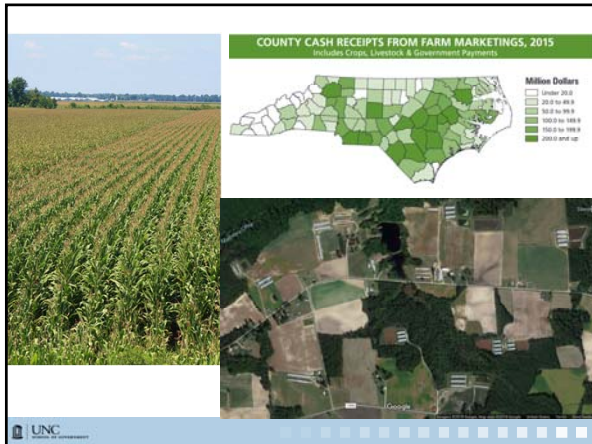 COUNTY CASH RECEIPTS FROM FARM MARKETINGS, 2015
Includes Crops, Livestock & Government Payments
Million Dollars
Under 20.0
20.0 to 49.9
50.0 to 99.9
100.0 to 149.9
150.0 to 199.9
200.0 and up
Google
UNC
SCHOOL OF GOVERNMENT